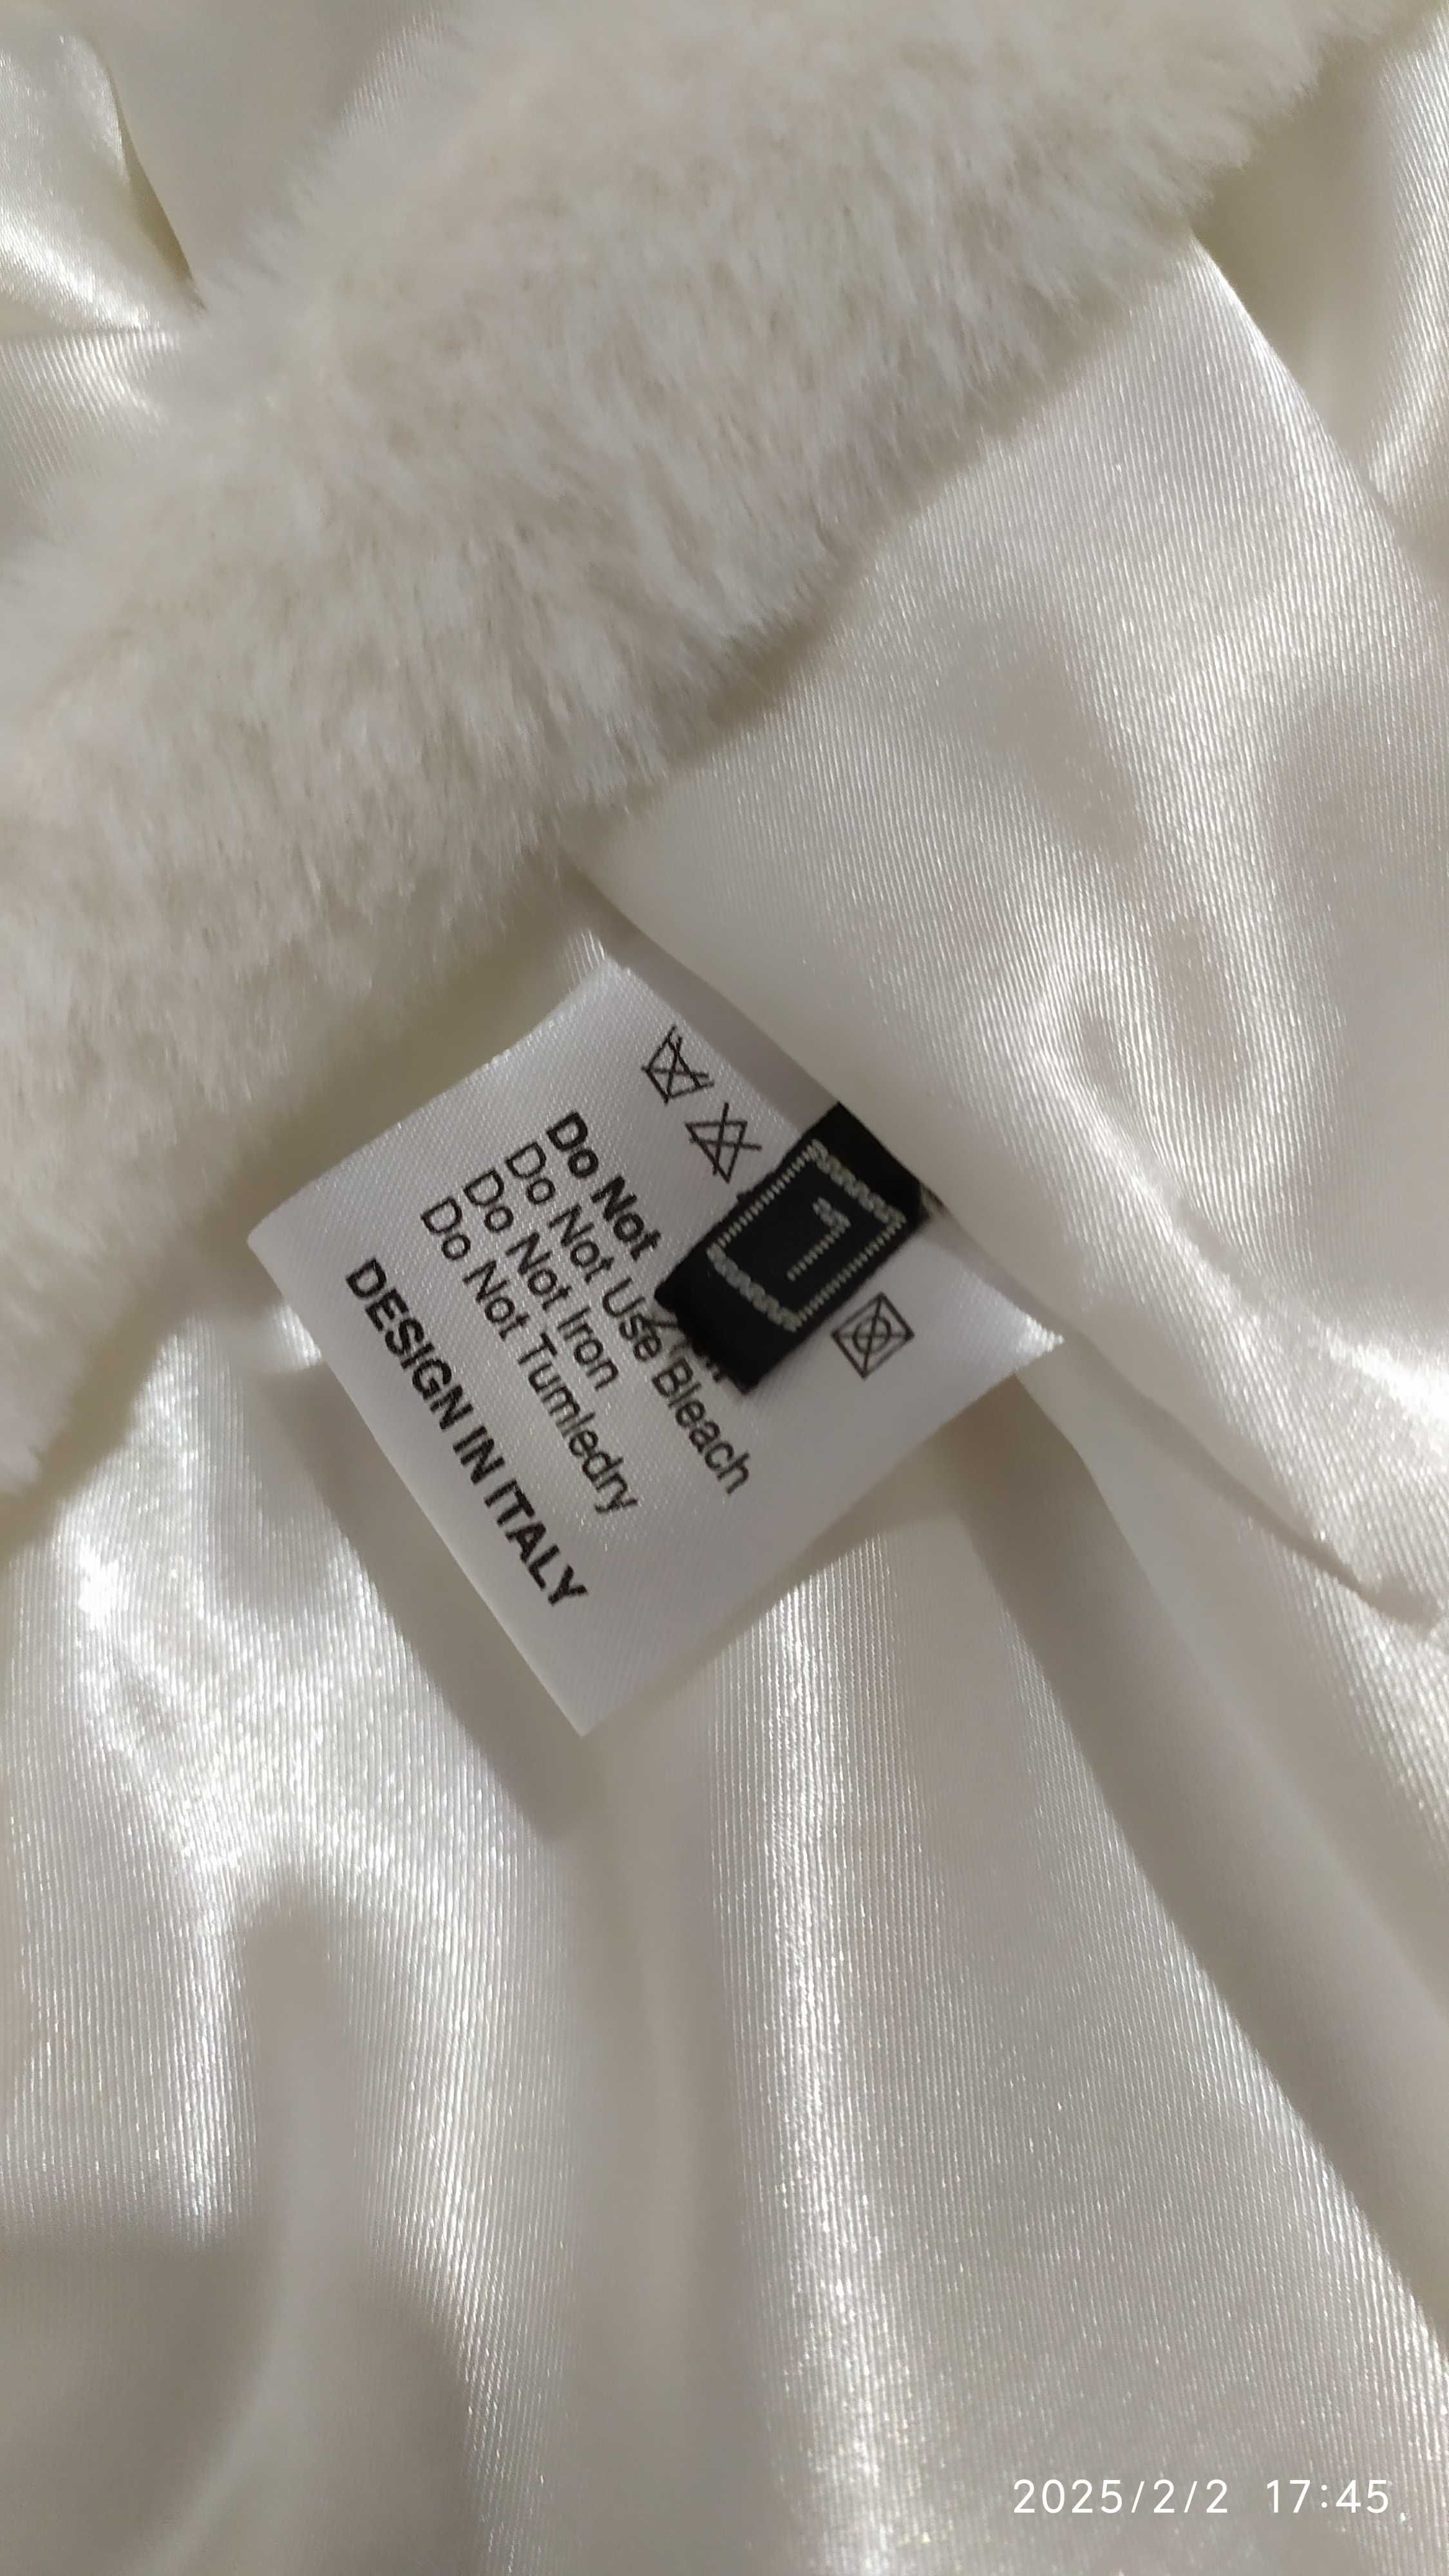 Do Not
Do Not Use Bleach
Do Not Iron
Do Not Tumledry
DESIGN IN ITALY
L
2025/2/2 17:45